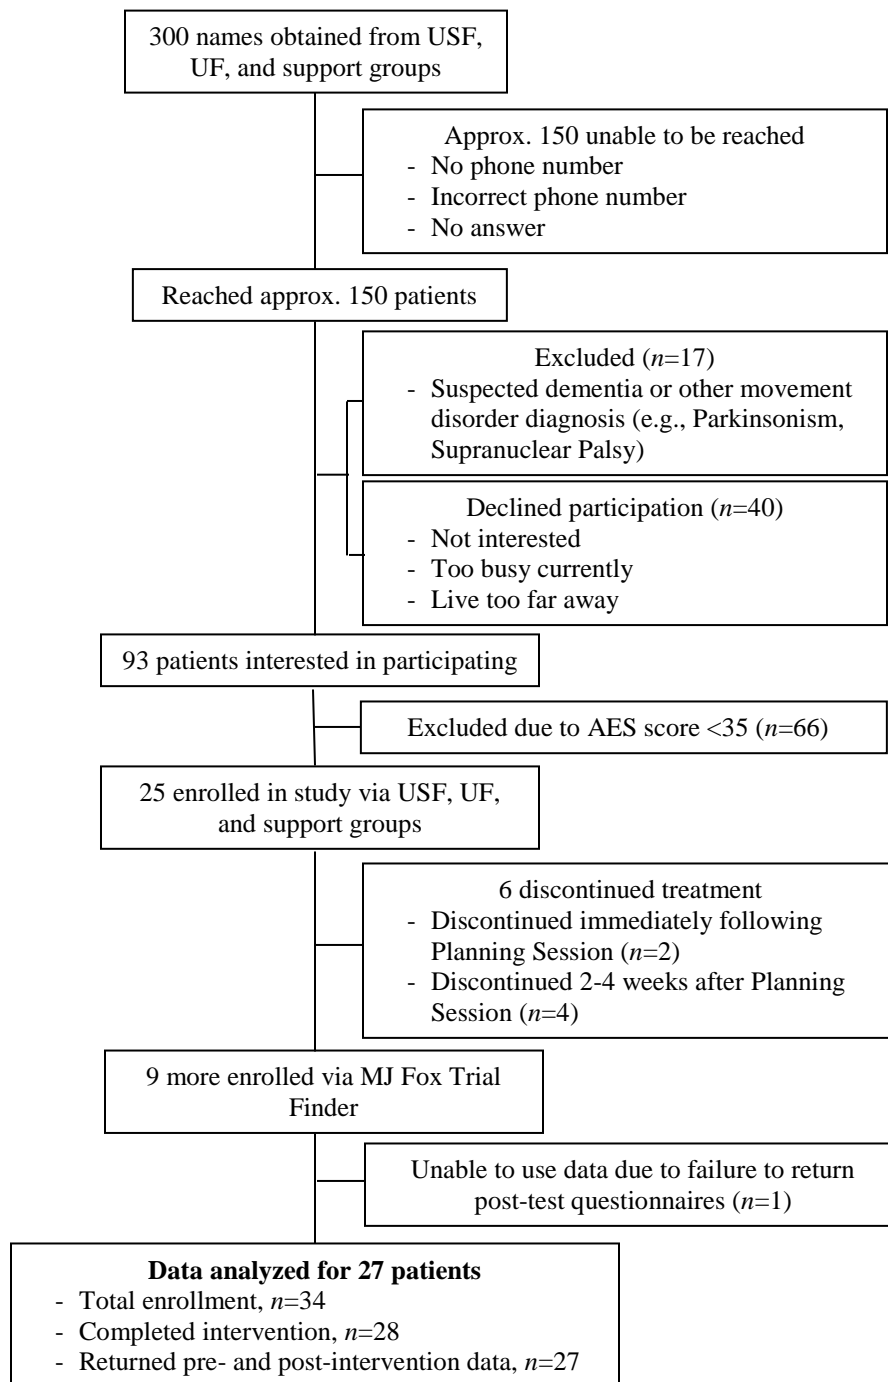 300 names obtained from USF,
UF, and support groups
Approx. 150 unable to be reached
- No phone number
- Incorrect phone number
- No answer
Reached approx. 150 patients
Excluded (n=17)
- Suspected dementia or other movement
disorder diagnosis (e.g., Parkinsonism,
Supranuclear Palsy)
Declined participation (n=40)
- Not interested
- Too busy currently
- Live too far away
93 patients interested in participating
Excluded due to AES score <35 (n=66)
25 enrolled in study via USF, UF,
and support groups
6 discontinued treatment
- Discontinued immediately following
Planning Session (n=2)
- Discontinued 2-4 weeks after Planning
Session (n=4)
9 more enrolled via MJ Fox Trial
Finder
Unable to use data due to failure to return
post-test questionnaires (n=1)
Data analyzed for 27 patients
- Total enrollment, n=34
- Completed intervention, n=28
- Returned pre- and post-intervention data, n=27